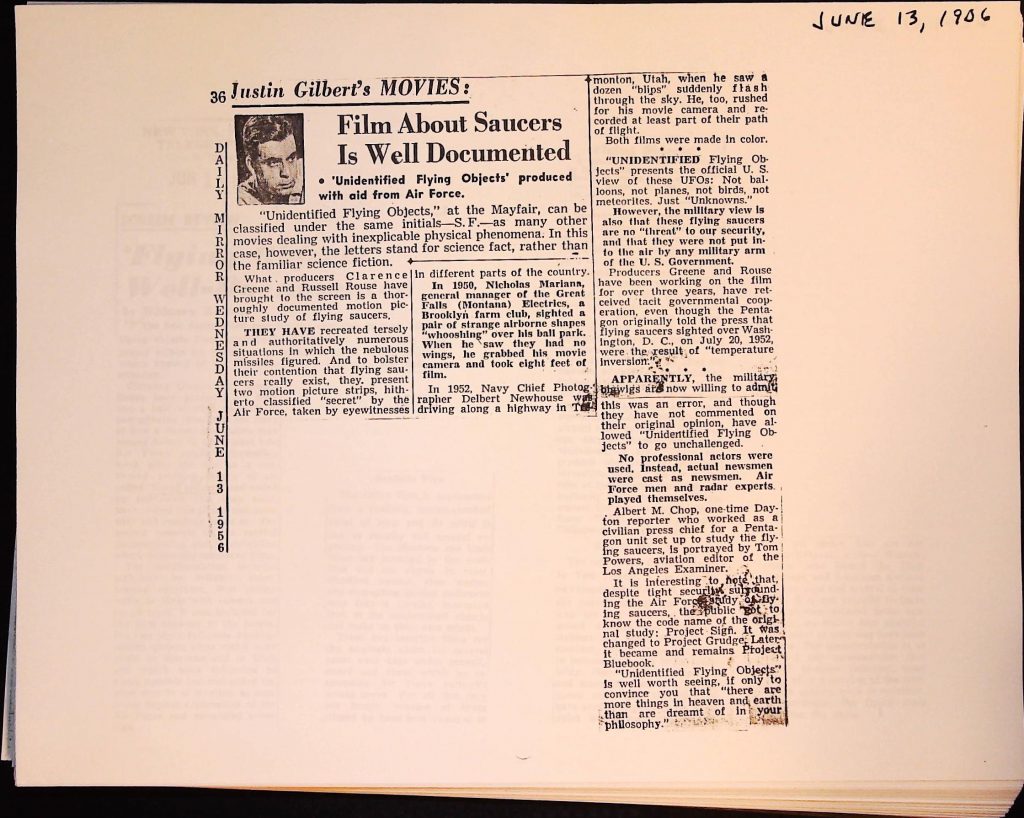 JUNE 13, 1956
36 Justin Gilbert's MOVIES:
DAILY MIRROR WEDNESDAY JUNE 13 1956
Film About Saucers
Is Well Documented
• 'Unidentified Flying Objects' produced
with aid from Air Force.
"Unidentified Flying Objects," at the Mayfair, can be
classified under the same initials—S.F.—as many other
movies dealing with inexplicable physical phenomena. In this
case, however, the letters stand for science fact, rather than
the familiar science fiction.
What producers Clarence
Greene and Russell Rouse have
brought to the screen is a thor-
oughly documented motion pic-
ture study of flying saucers.
THEY HAVE recreated tersely
and authoritatively numerous
situations in which the nebulous
missiles figured. And to bolster
their contention that flying sau-
cers really exist, they present
two motion picture strips, hith-
erto classified "secret" by the
Air Force, taken by eyewitnesses
in different parts of the country.
In 1950, Nicholas Mariana,
general manager of the Great
Falls (Montana) Electrics, a
Brooklyn farm club, sighted a
pair of strange airborne shapes
"whooshing" over his ball park.
When he saw they had no
wings, he grabbed his movie
camera and took eight feet of
film.
In 1952, Navy Chief Photog-
rapher Delbert Newhouse was
driving along a highway in
monton, Utah, when he saw a
dozen "blips" suddenly flash
through the sky. He, too, rushed
for his movie camera and re-
corded at least part of their path
of flight.
Both films were made in color.
• • •
"UNIDENTIFIED Flying Ob-
jects" presents the official U. S.
view of these UFOs: Not bal-
loons, not planes, not birds, not
meteorites. Just "Unknowns."
However, the military view is
also that these flying saucers
are no "threat" to our security,
and that they were not put in-
to the air by any military arm
of the U. S. Government.
Producers Greene and Rouse
have been working on the film
for over three years, have re-
ceived tacit governmental coop-
eration, even though the Penta-
gon originally told the press that
flying saucers sighted over Wash-
ington, D. C., on July 20, 1952,
were the result of "temperature
inversion."
• • •
APPARENTLY, the military
bigwigs are now willing to admit
this was an error, and though
they have not commented on
their original opinion, have al-
lowed "Unidentified Flying Ob-
jects" to go unchallenged.
No professional actors were
used. Instead, actual newsmen
were cast as newsmen. Air
Force men and radar experts
played themselves.
Albert M. Chop, one-time Day-
ton reporter who worked as a
civilian press chief for a Penta-
gon unit set up to study the fly-
ing saucers, is portrayed by Tom
Powers, aviation editor of the
Los Angeles Examiner.
It is interesting to note that,
despite tight security surround-
ing the Air Force study of fly-
ing saucers, the public got to
know the code name of the origi-
nal study: Project Sign. It was
changed to Project Grudge. Later
it became and remains Project
Bluebook.
"Unidentified Flying Objects"
is well worth seeing, if only to
convince you that "there are
more things in heaven and earth
than are dreamt of in your
philosophy."